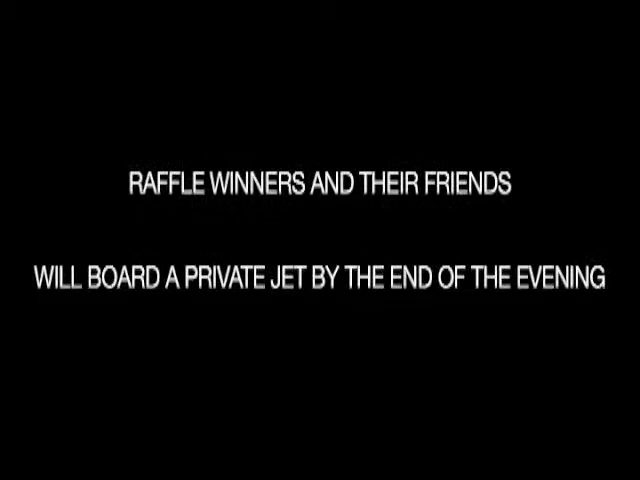 RAFFLE WINNERS AND THEIR FRIENDS
WILL BOARD A PRIVATE JET BY THE END OF THE EVENING